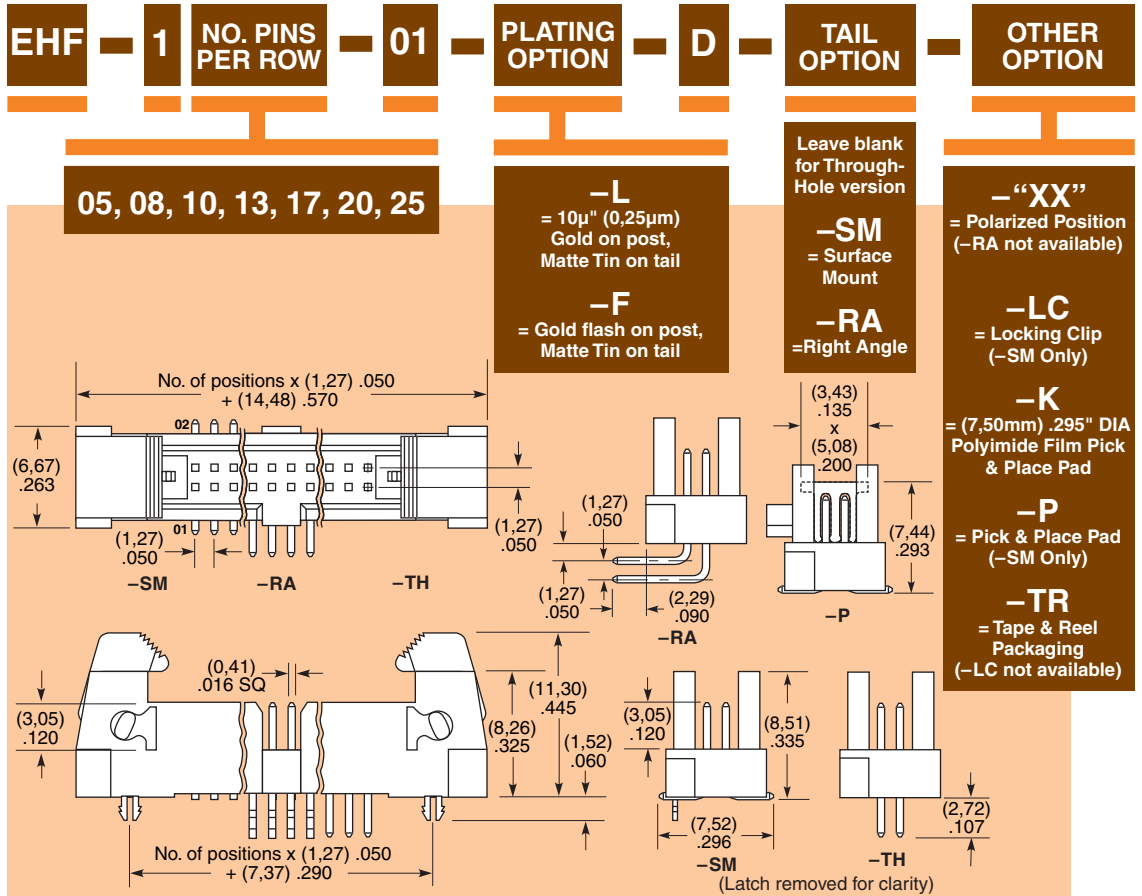 EHF – 1 NO. PINS PER ROW – 01 – PLATING OPTION – D – TAIL OPTION – OTHER OPTION
05, 08, 10, 13, 17, 20, 25
–L
= 10µ" (0,25µm)
Gold on post,
Matte Tin on tail
–F
= Gold flash on post,
Matte Tin on tail
Leave blank
for Through-
Hole version
–SM
= Surface
Mount
–RA
=Right Angle
–“XX”
= Polarized Position
(–RA not available)
–LC
= Locking Clip
(–SM Only)
–K
= (7,50mm) .295" DIA
Polyimide Film Pick
& Place Pad
–P
= Pick & Place Pad
(–SM Only)
–TR
= Tape & Reel
Packaging
(–LC not available)
No. of positions x (1,27) .050
+ (14,48) .570
02
(6,67)
.263
01
(1,27)
.050
(1,27)
.050
–SM
–RA
–TH
(1,27)
.050
(1,27)
.050
(2,29)
.090
–RA
(3,43)
.135
x
(5,08)
.200
(7,44)
.293
–P
(0,41)
.016 SQ
(3,05)
.120
(8,26)
.325
(11,30)
.445
(1,52)
.060
No. of positions x (1,27) .050
+ (7,37) .290
(3,05)
.120
(8,51)
.335
(7,52)
.296
–SM
(2,72)
.107
–TH
(Latch removed for clarity)